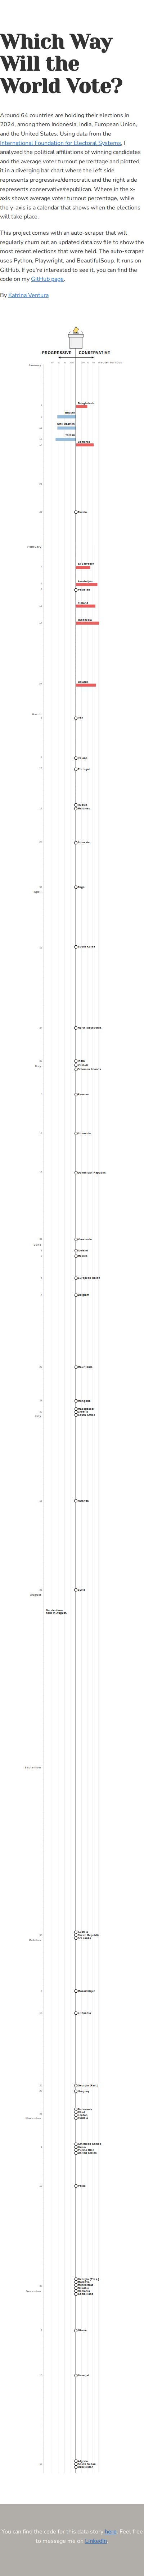 Which Way
Will the
World Vote?
Around 64 countries are holding their elections in
2024, among them Indonesia, India, European Union,
and the United States. Using data from the
International Foundation for Electoral Systems, I
analyzed the political affiliations of winning candidates
and the average voter turnout percentage, and plotted
it in a diverging bar chart where the left side
represents progressive/democratic and the right side
represents conservative/republican. Where in the x-
axis shows average voter turnout percentage, while
the y-axis is a calendar that shows when the elections
will take place.
This project comes with an auto-scraper that will
regularly churn out an updated data.csv file to show the
most recent elections that were held. The auto-scraper
uses Python, Playwright, and BeautifulSoup. It runs on
GitHub. If you're interested to see it, you can find the
code on my GitHub page.
By Katrina Ventura
PROGRESSIVE CONSERVATIVE
January
Bangladesh
Bhutan
Taiwan
Comoros
Tuvalu
February
El Salvador
Azerbaijan
Pakistan
Finland
Indonesia
Belarus
March
Iran
Ireland
Portugal
Russia
Maldives
Slovakia
Togo
April
South Korea
North Macedonia
India
May
Solomon Islands
Panama
Lithuania
Dominican Republic
June
Iceland
Mexico
European Union
Belgium
Mauritania
Mongolia
Madagascar
Croatia
South Africa
July
Rwanda
Syria
August
No elections
held in August
September
Austria
Czech Republic
Sri Lanka
October
Mozambique
Lithuania
Georgia (Parl.)
Uruguay
Botswana
Chad
Jordan
Tunisia
November
American Samoa
Guam
Puerto Rico
United States
Palau
Georgia (Pres.)
Moldova
Mauritius
Namibia
Romania
Somaliland
December
Ghana
Senegal
Algeria
South Sudan
Uzbekistan
You can find the code for this data story here. Feel free
to message me on LinkedIn